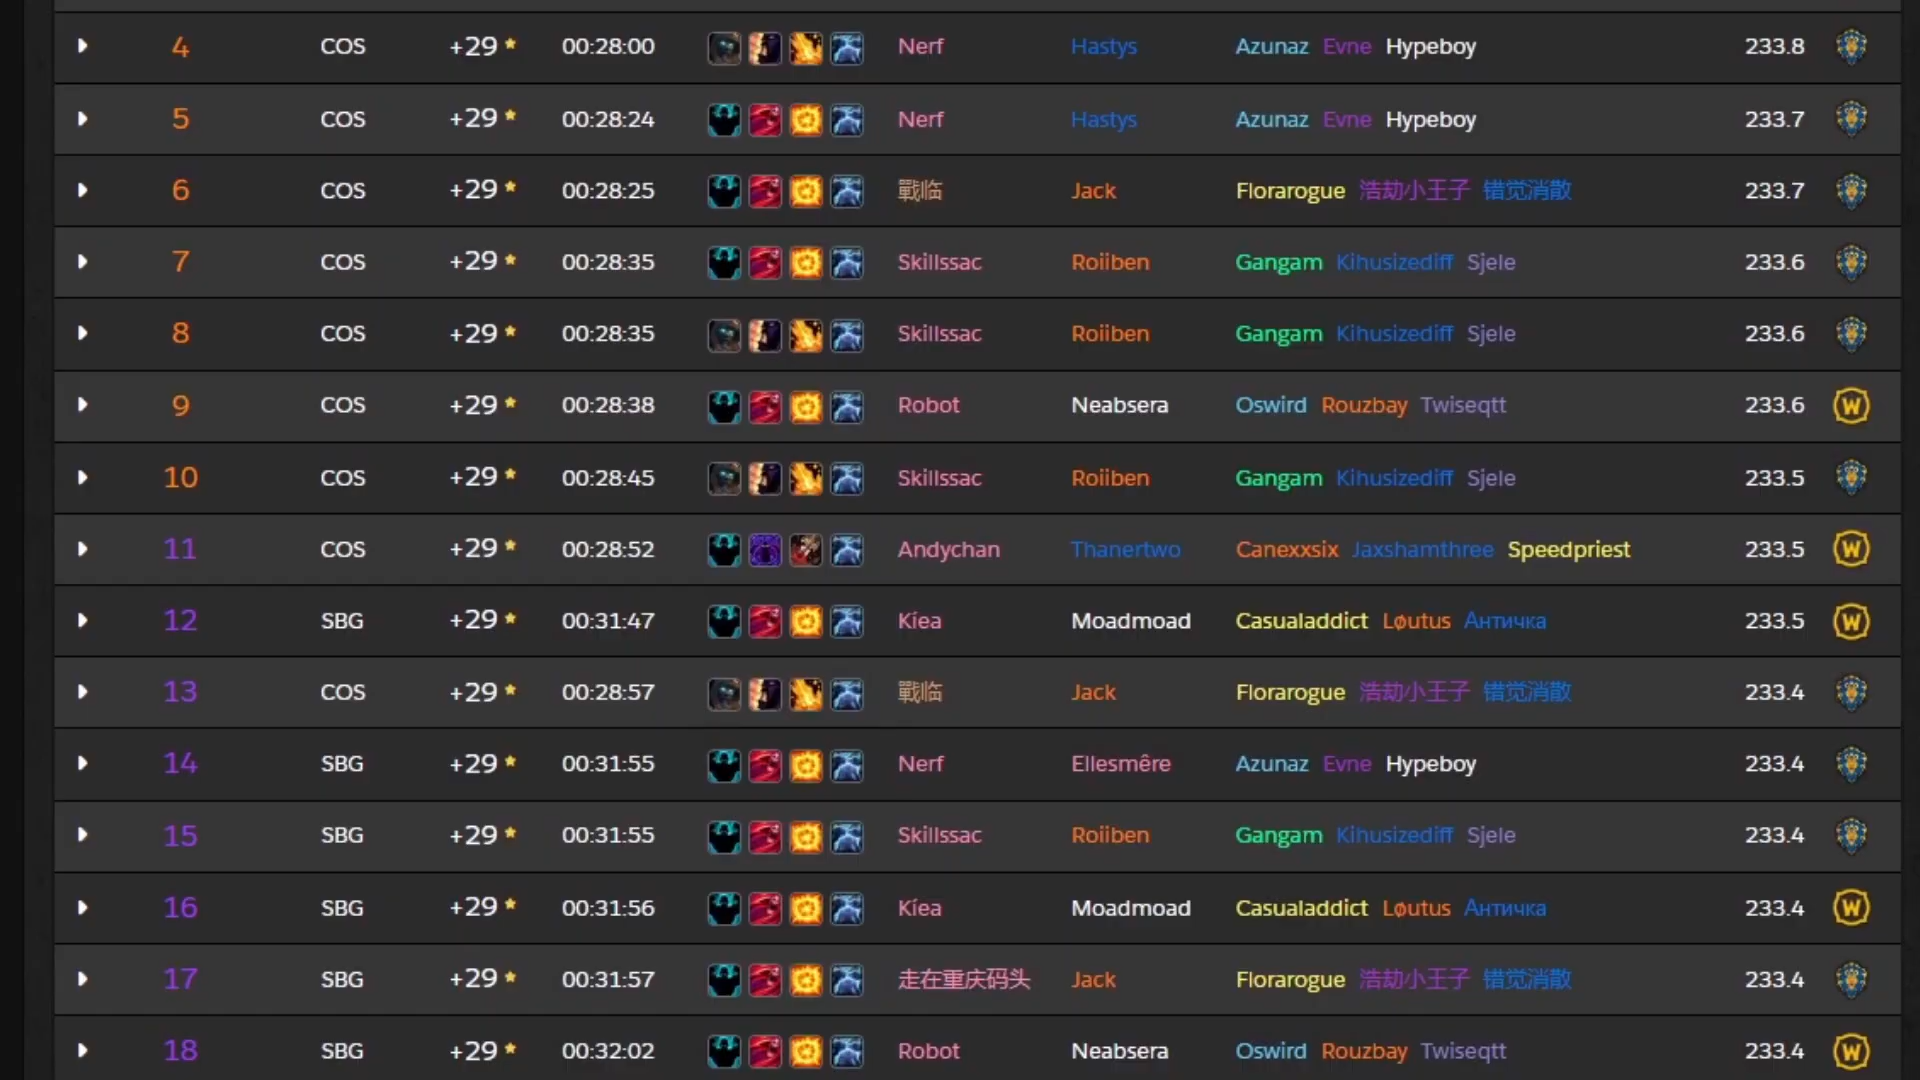 4 COS +29 00:28:00 Nerf Hastys Azunaz Evne Hypeboy 233.8
5 COS +29 00:28:24 Nerf Hastys Azunaz Evne Hypeboy 233.7
6 COS +29 00:28:25 戰临 Jack Florarogue 浩劫小王子 错觉消散 233.7
7 COS +29 00:28:35 Skillssac Roiiben Gangam Kihusizediff Sjele 233.6
8 COS +29 00:28:35 Skillssac Roiiben Gangam Kihusizediff Sjele 233.6
9 COS +29 00:28:38 Robot Neabsera Oswird Rouzbay Twiseqtt 233.6
10 COS +29 00:28:45 Skillssac Roiiben Gangam Kihusizediff Sjele 233.5
11 COS +29 00:28:52 Andychan Thanertwo Canexxsix Jaxshamthree Speedpriest 233.5
12 SBG +29 00:31:47 Kíea Moadmoad Casualaddict Løutus Античка 233.5
13 COS +29 00:28:57 戰临 Jack Florarogue 浩劫小王子 错觉消散 233.4
14 SBG +29 00:31:55 Nerf Ellesmêre Azunaz Evne Hypeboy 233.4
15 SBG +29 00:31:55 Skillssac Roiiben Gangam Kihusizediff Sjele 233.4
16 SBG +29 00:31:56 Kíea Moadmoad Casualaddict Løutus Античка 233.4
17 SBG +29 00:31:57 走在重庆码头 Jack Florarogue 浩劫小王子 错觉消散 233.4
18 SBG +29 00:32:02 Robot Neabsera Oswird Rouzbay Twiseqtt 233.4